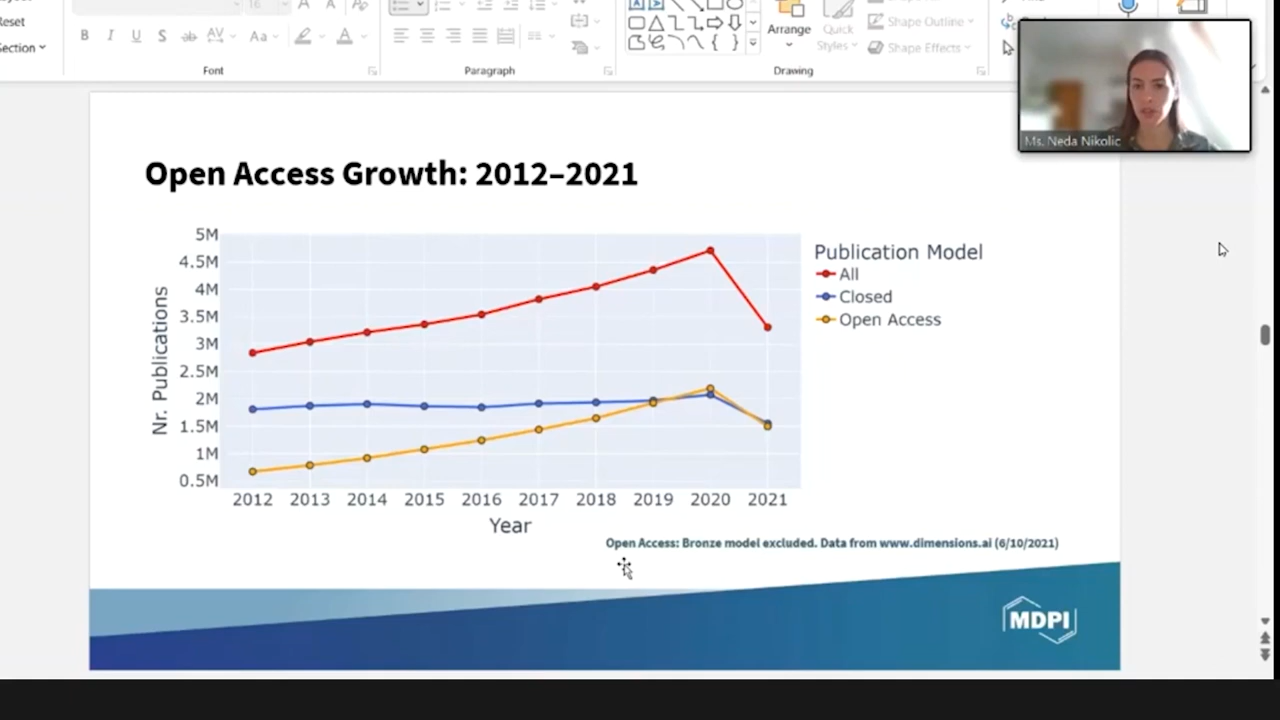 Reset
Section
B I U S ab AV Aa A
Font
Paragraph
Arrange
Quick
Styles
Shape Outline
Shape Effects
Drawing
Ms. Neda Nikolic
Open Access Growth: 2012–2021
5M
4.5M
4M
3.5M
3M
2.5M
2M
1.5M
1M
0.5M
Nr. Publications
2012 2013 2014 2015 2016 2017 2018 2019 2020 2021
Year
Publication Model
All
Closed
Open Access
Open Access: Bronze model excluded. Data from www.dimensions.ai (6/10/2021)
MDPI